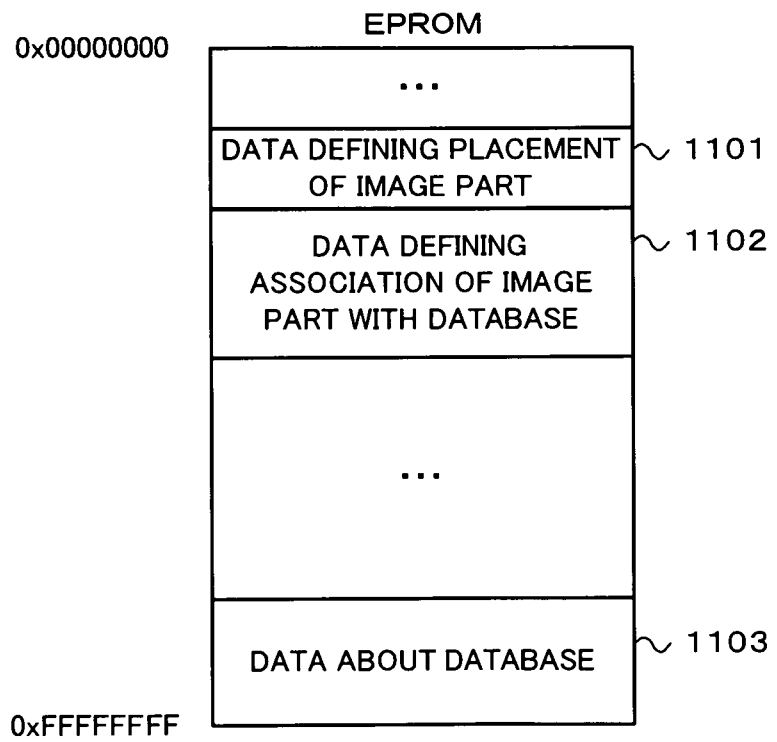 EPROM
0x00000000
...
DATA DEFINING PLACEMENT
OF IMAGE PART
1101
DATA DEFINING
ASSOCIATION OF IMAGE
PART WITH DATABASE
1102
...
DATA ABOUT DATABASE
1103
0xFFFFFFFF